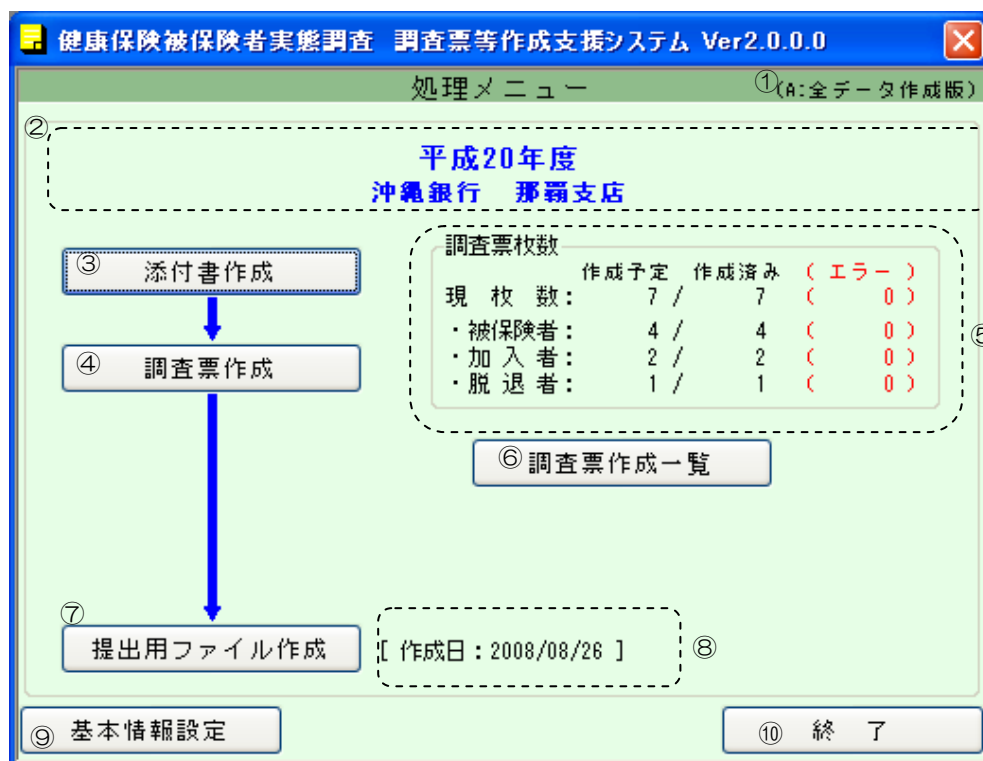 健康保険被保険者実態調査 調査票等作成支援システム Ver2.0.0.0
処理メニュー ①(A:全データ作成版)
②
平成20年度
沖縄銀行 那覇支店
調査票枚数
③ 添付書作成
作成予定 作成済み ( エラー )
現 枚 数: 7 / 7 ( 0 )
・被保険者: 4 / 4 ( 0 )
⑤
④ 調査票作成
・加 入 者: 2 / 2 ( 0 )
・脱 退 者: 1 / 1 ( 0 )
⑥ 調査票作成一覧
⑦
提出用ファイル作成 [ 作成日:2008/08/26 ] ⑧
⑨ 基本情報設定
⑩ 終 了